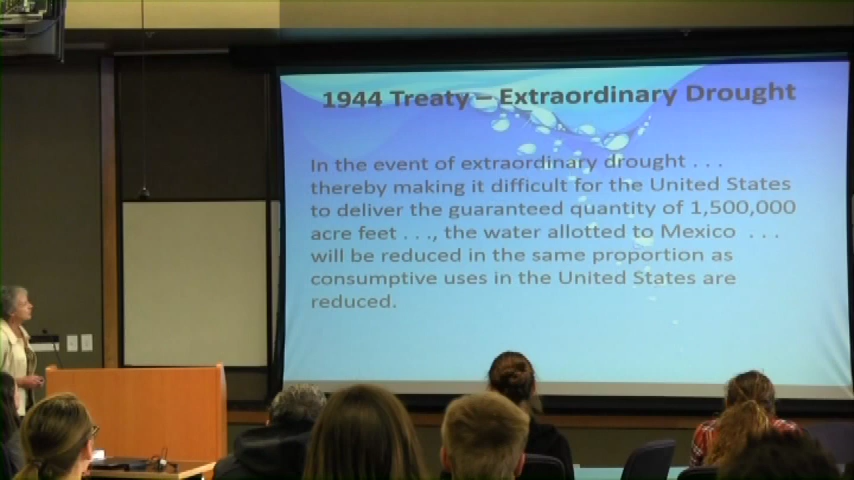 1944 Treaty – Extraordinary Drought
In the event of extraordinary drought . . .
thereby making it difficult for the United States
to deliver the guaranteed quantity of 1,500,000
acre feet . . ., the water allotted to Mexico . . .
will be reduced in the same proportion as
consumptive uses in the United States are
reduced.